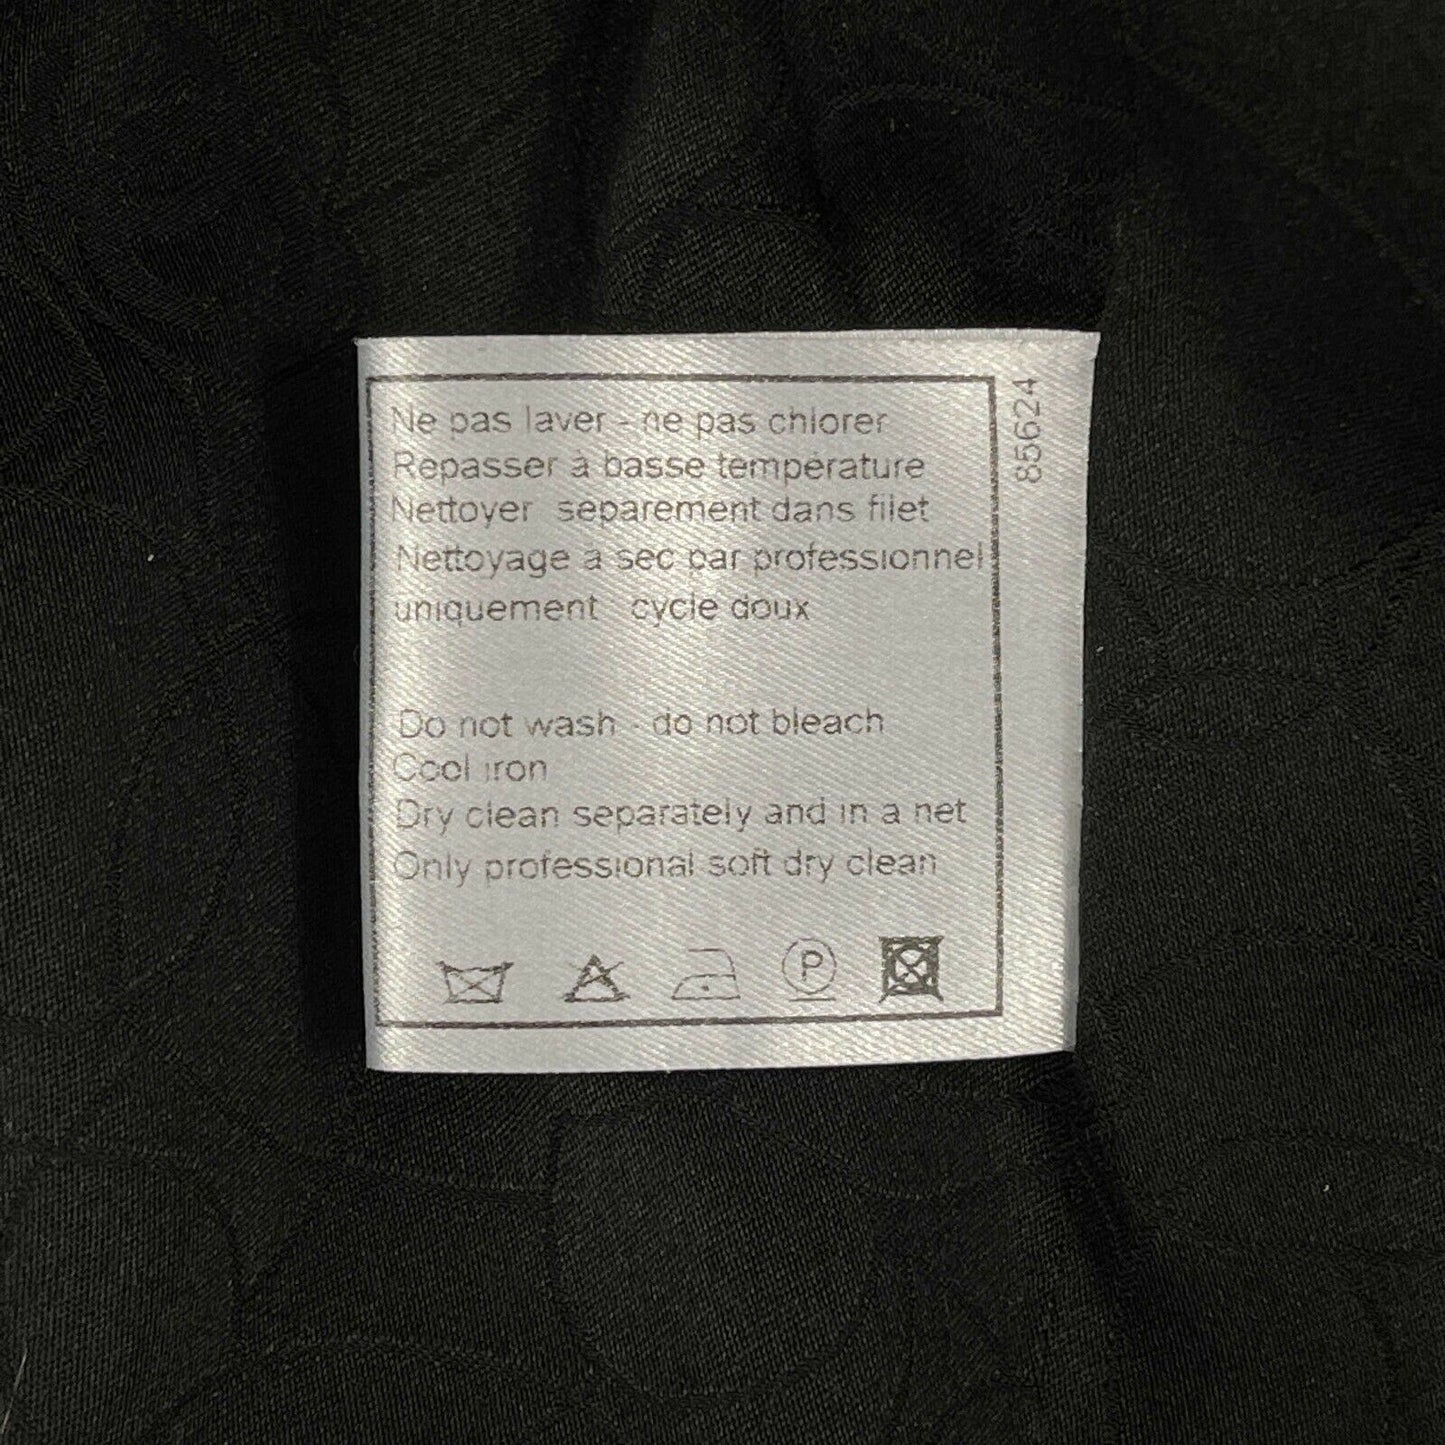 Ne pas laver - ne pas chlorer
Repasser à basse température
Nettoyer séparement dans filet
Nettoyage à sec par professionnel
uniquement cycle doux
Do not wash - do not bleach
Cool iron
Dry clean separately and in a net
Only professional soft dry clean
P
85624